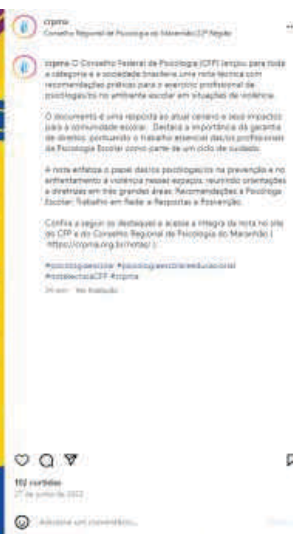 crpma
Conselho Regional de Psicologia do Maranhão/22ª Região
crpma O Conselho Federal de Psicologia (CFP) lançou para toda
a categoria e a sociedade brasileira uma nota técnica com
recomendações práticas para o exercício profissional de
psicólogas/os no ambiente escolar em situações de violência.
O documento é uma resposta ao atual cenário e seus impactos
para a comunidade escolar. Destaca a importância da garantia
de direitos, pontuando o trabalho essencial das/os profissionais
da Psicologia Escolar como parte de um ciclo de cuidado.
A nota enfatiza o papel das/os psicólogas/os na prevenção e no
enfrentamento à violência nesses espaços, reunindo orientações
e diretrizes em três grandes áreas: Recomendações à Psicologia
Escolar; Trabalho em Rede e Respostas e Posvenção.
Confira a seguir os destaques e acesse a íntegra da nota no site
do CFP e do Conselho Regional de Psicologia do Maranhão (
https://crpma.org.br/notas/ ).
#psicologiaescolar #psicologiaescolareeducacional
#notatecnicaCFP #crpma
Ver tradução
102 curtidas
27 de junho de
Adicione um comentário...